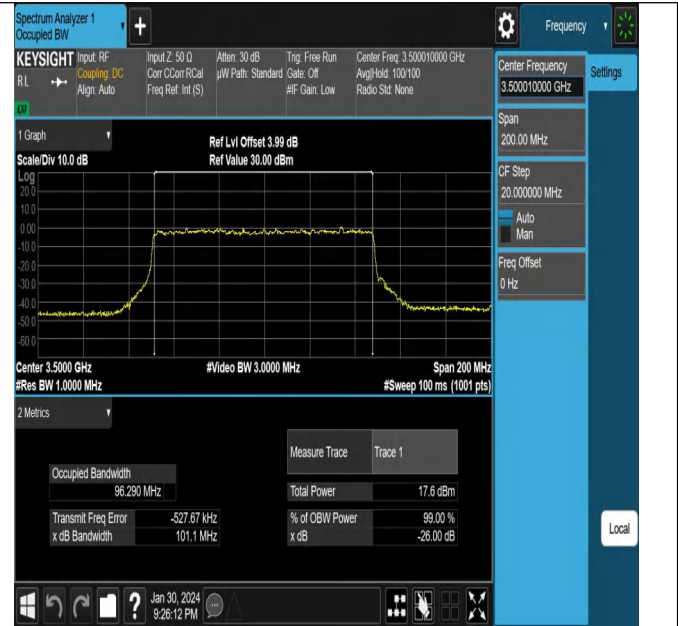 Spectrum Analyzer 1
Occupied BW
+
Frequency
KEYSIGHT
RL
Input: RF
Coupling: DC
Align: Auto
Input Z: 50 Ω
Corr CCorr RCal
Freq Ref: Int (S)
Atten: 30 dB
µW Path: Standard
Trig: Free Run
Gate: Off
#IF Gain: Low
Center Freq: 3.500010000 GHz
Avg|Hold: 100/100
Radio Std: None
Center Frequency
3.500010000 GHz
Settings
Span
200.00 MHz
CF Step
20.000000 MHz
Auto
Man
Freq Offset
0 Hz
1 Graph
Scale/Div 10.0 dB
Ref Lvl Offset 3.99 dB
Ref Value 30.00 dBm
Log
20.0
10.0
0.00
-10.0
-20.0
-30.0
-40.0
-50.0
-60.0
Center 3.5000 GHz
#Res BW 1.0000 MHz
#Video BW 3.0000 MHz
Span 200 MHz
#Sweep 100 ms (1001 pts)
2 Metrics
Measure Trace Trace 1
Occupied Bandwidth
96.290 MHz
Total Power 17.6 dBm
Transmit Freq Error -527.67 kHz
% of OBW Power 99.00 %
x dB Bandwidth 101.1 MHz
x dB -26.00 dB
Local
?
Jan 30, 2024
9:26:12 PM